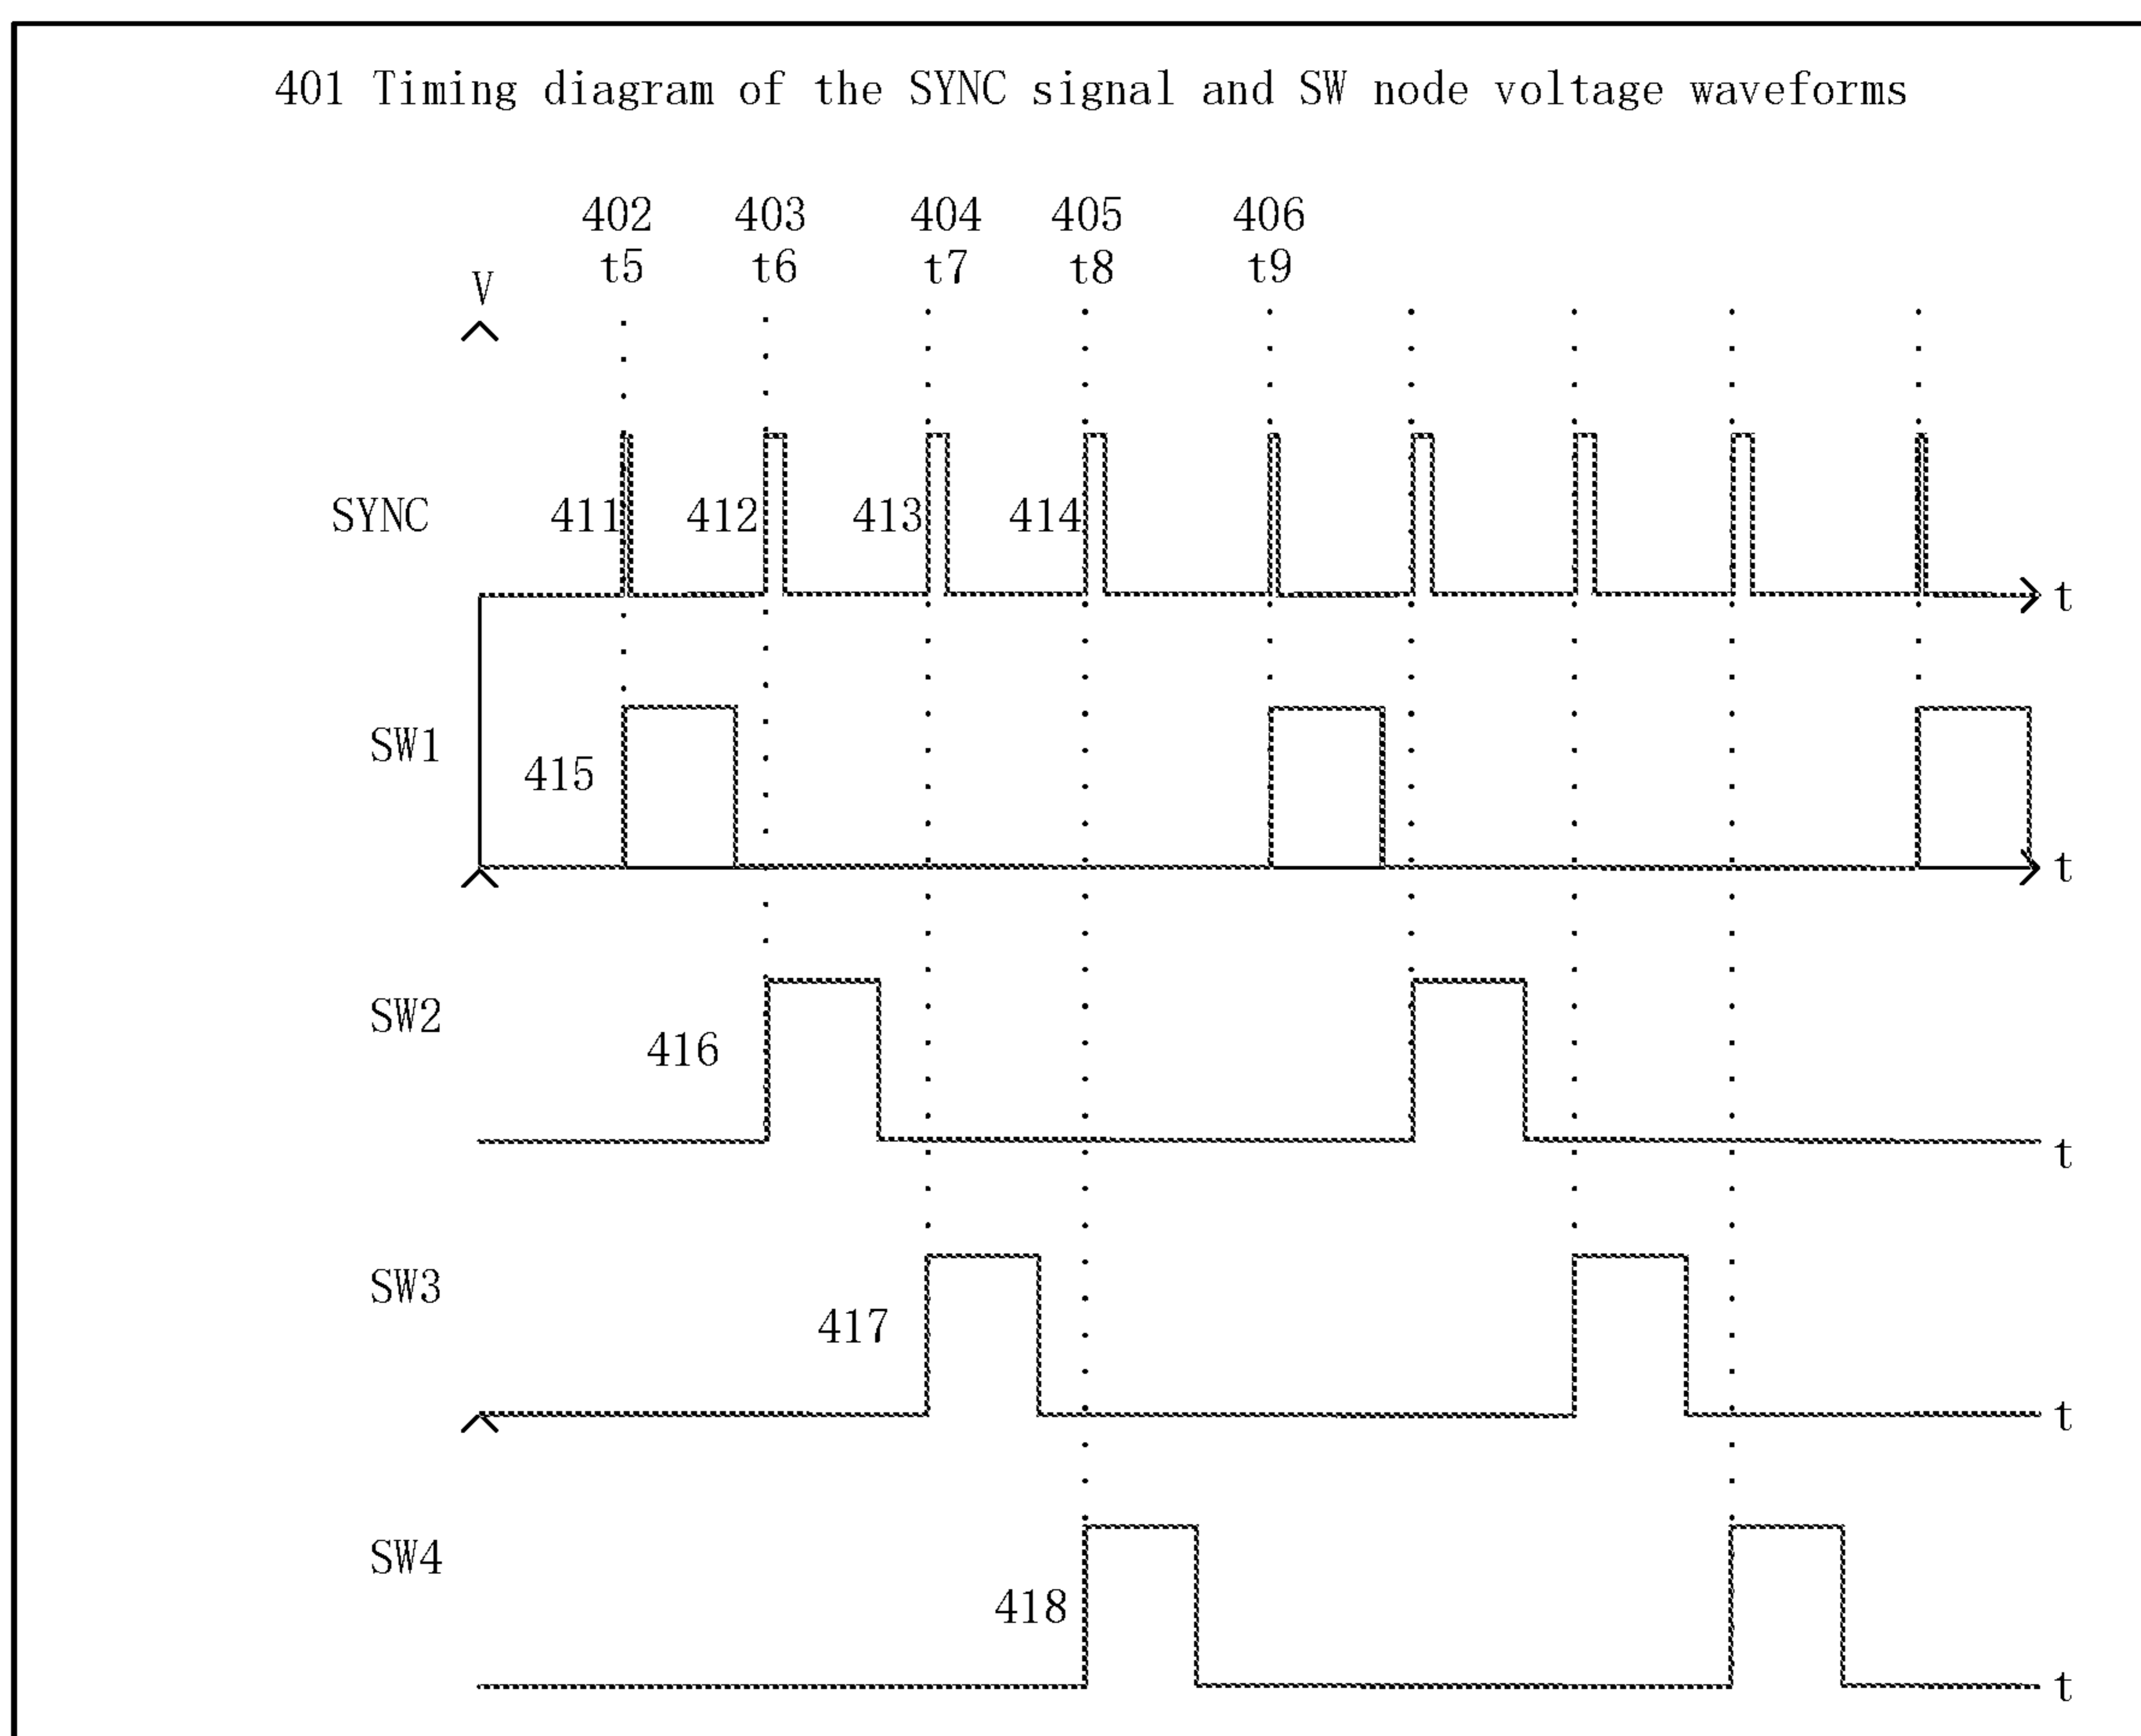 401 Timing diagram of the SYNC signal and SW node voltage waveforms
402 403 404 405 406
t5 t6 t7 t8 t9
V
SYNC 411 412 413 414
t
SW1
415
t
SW2
416
t
SW3
417
t
SW4
418
t